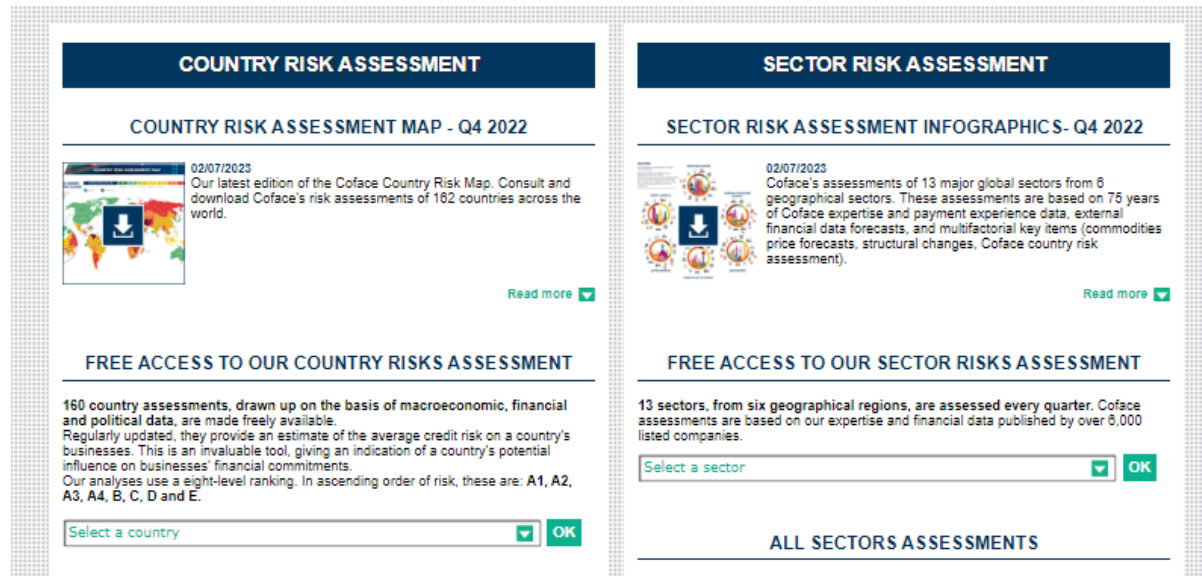 COUNTRY RISK ASSESSMENT
COUNTRY RISK ASSESSMENT MAP - Q4 2022
COUNTRY RISK ASSESSMENT MAP
02/07/2023
Our latest edition of the Coface Country Risk Map. Consult and
download Coface's risk assessments of 162 countries across the
world.
Read more
FREE ACCESS TO OUR COUNTRY RISKS ASSESSMENT
160 country assessments, drawn up on the basis of macroeconomic, financial
and political data, are made freely available.
Regularly updated, they provide an estimate of the average credit risk on a country's
businesses. This is an invaluable tool, giving an indication of a country's potential
influence on businesses' financial commitments.
Our analyses use a eight-level ranking. In ascending order of risk, these are: A1, A2,
A3, A4, B, C, D and E.
Select a country
OK
SECTOR RISK ASSESSMENT
SECTOR RISK ASSESSMENT INFOGRAPHICS- Q4 2022
02/07/2023
Coface's assessments of 13 major global sectors from 6
geographical sectors. These assessments are based on 75 years
of Coface expertise and payment experience data, external
financial data forecasts, and multifactorial key items (commodities
price forecasts, structural changes, Coface country risk
assessment).
Read more
FREE ACCESS TO OUR SECTOR RISKS ASSESSMENT
13 sectors, from six geographical regions, are assessed every quarter. Coface
assessments are based on our expertise and financial data published by over 6,000
listed companies.
Select a sector
OK
ALL SECTORS ASSESSMENTS